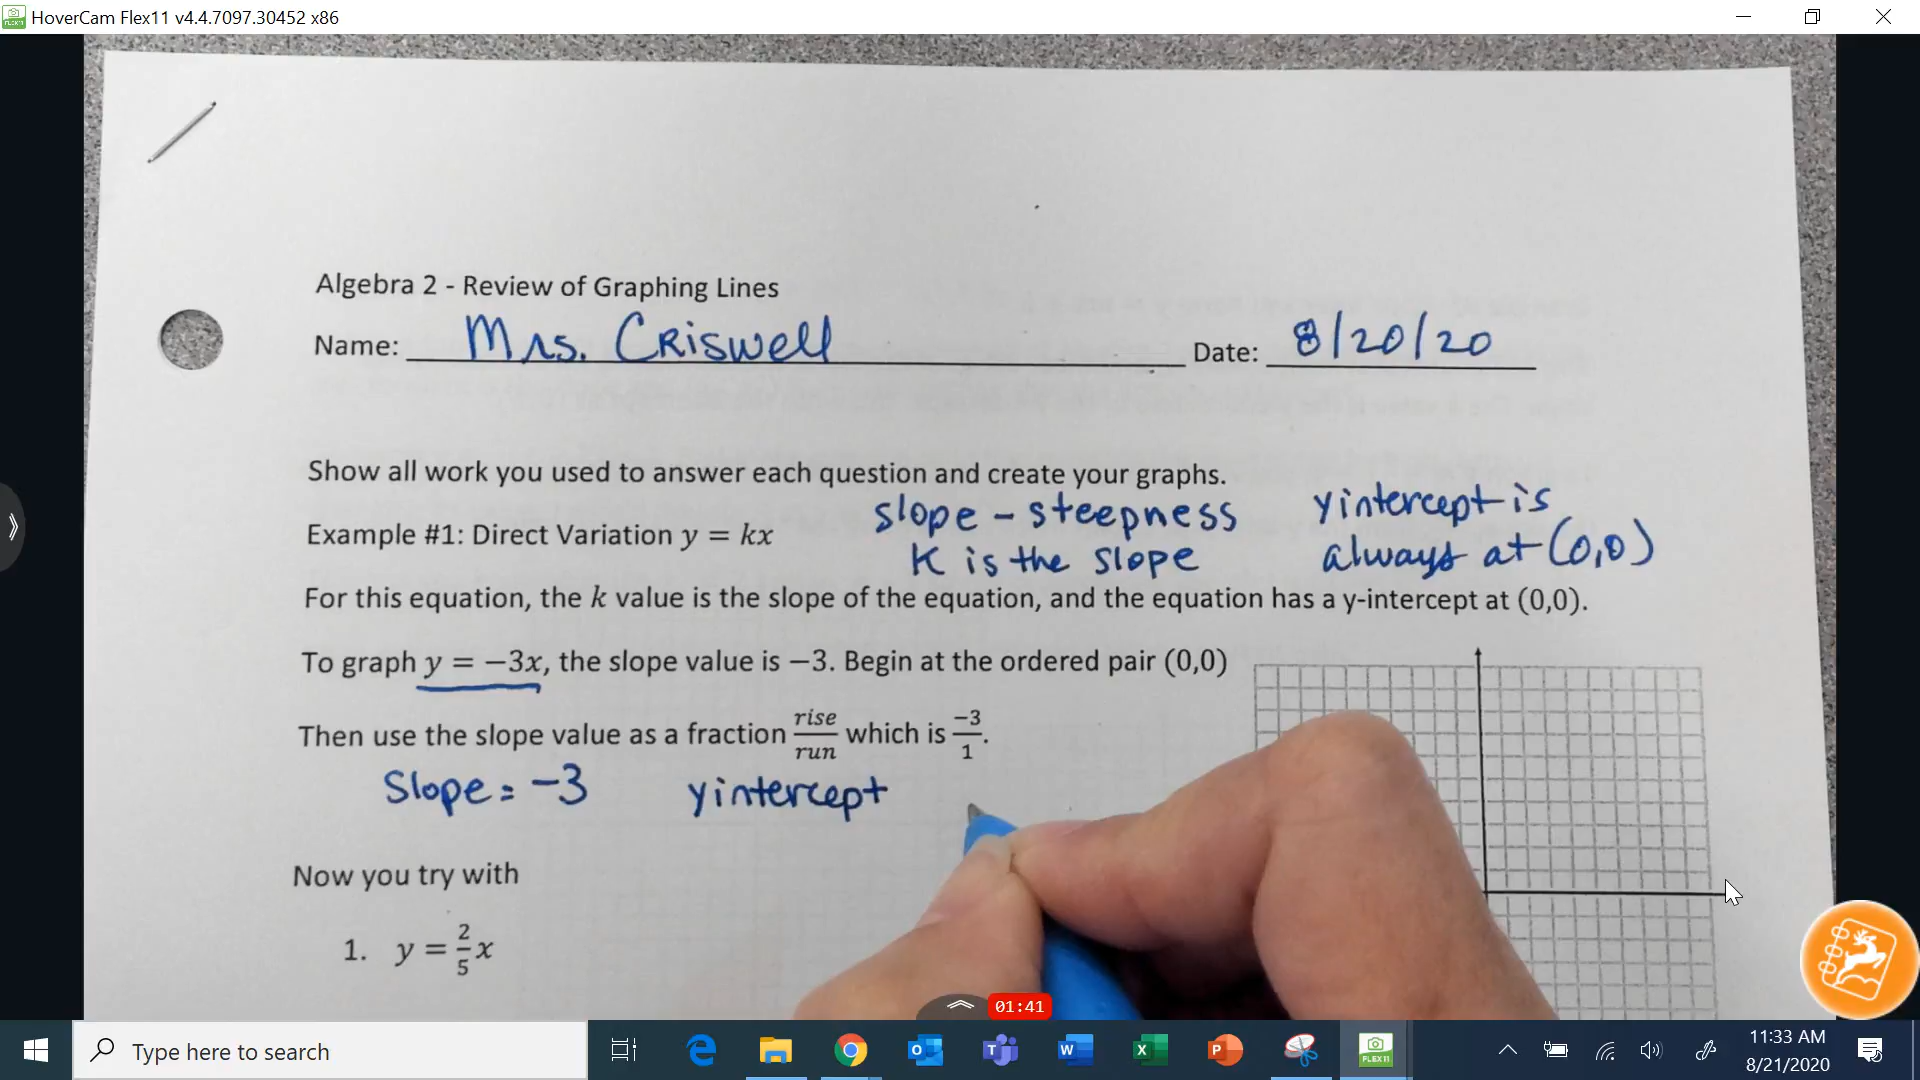 HoverCam Flex11 v4.4.7097.30452 x86
Algebra 2 - Review of Graphing Lines
Name: Mrs. Criswell Date: 8/20/20
Show all work you used to answer each question and create your graphs.
slope - steepness
yintercept is
Example #1: Direct Variation y = kx
K is the slope
always at (0,0)
For this equation, the k value is the slope of the equation, and the equation has a y-intercept at (0,0).
To graph y = −3x, the slope value is −3. Begin at the ordered pair (0,0)
Then use the slope value as a fraction rise/run which is −3/1.
Slope = -3 yintercept
Now you try with
1. y = 2/5 x
01:41
Type here to search
11:33 AM
8/21/2020
FLEX11